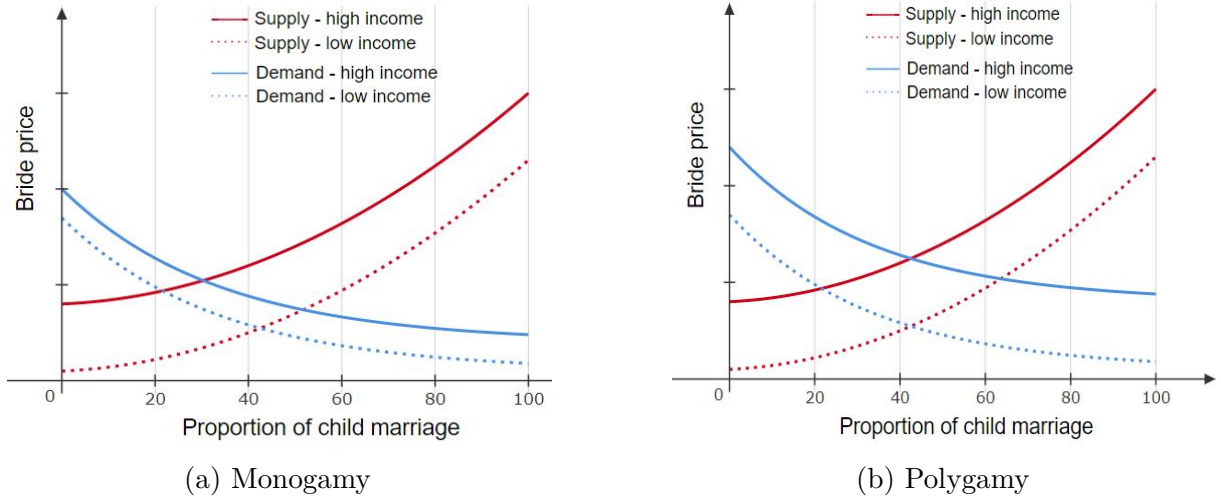 Supply - high income
Supply - low income
Demand - high income
Demand - low income
Bride price
0 20 40 60 80 100
Proportion of child marriage
(a) Monogamy
Supply - high income
Supply - low income
Demand - high income
Demand - low income
Bride price
0 20 40 60 80 100
Proportion of child marriage
(b) Polygamy